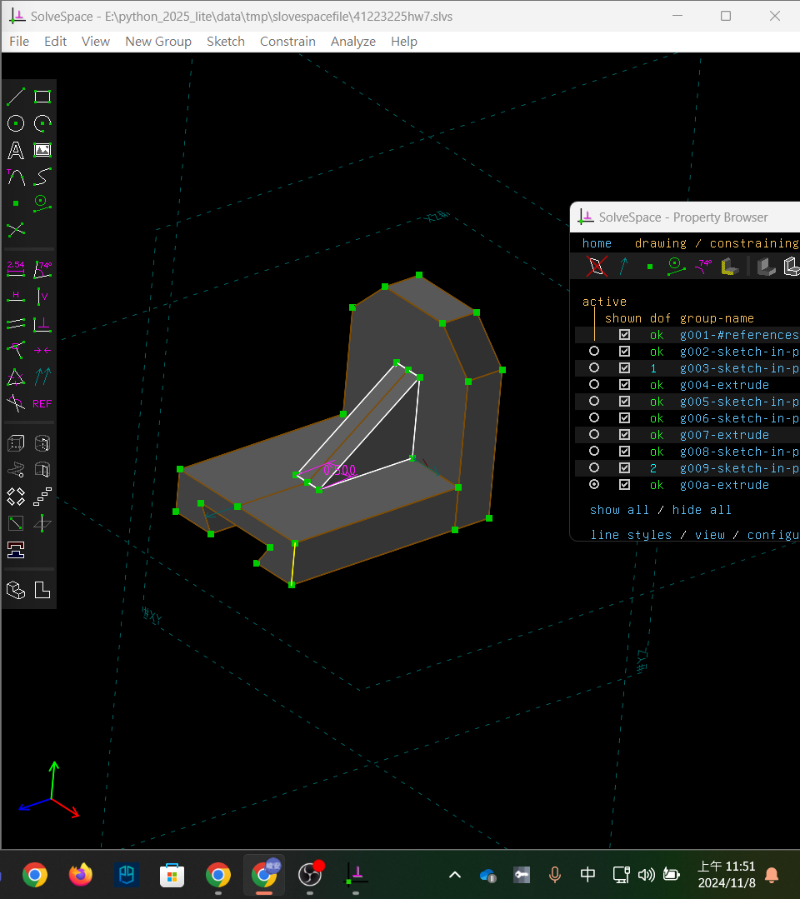 SolveSpace - E:\python_2025_lite\data\tmp\slovespacefile\41223225hw7.slvs
File Edit View New Group Sketch Constrain Analyze Help
2.54 74°
H V
REF
#XY
#YZ
SolveSpace - Property Browser
home drawing / constraining
74°
active
shown dof group-name
ok g001-#references
ok g002-sketch-in-p
1 g003-sketch-in-p
ok g004-extrude
ok g005-sketch-in-p
ok g006-sketch-in-p
ok g007-extrude
ok g008-sketch-in-p
2 g009-sketch-in-p
ok g00a-extrude
show all / hide all
line styles / view / configu
中
上午 11:51
2024/11/8